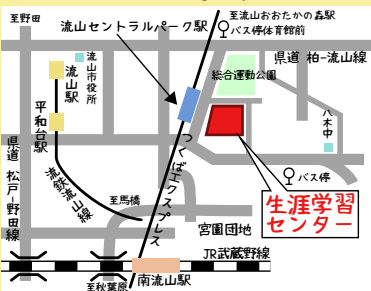 至野田
流山セントラルパーク駅
至流山おおたかの森駅
バス停体育館前
県道 柏-流山線
流山市役所
流山駅
総合運動公園
平和台駅
八木中
つくばエクスプレス
県道 松戸-野田線
流鉄流山線
バス停
至馬橋
生涯学習
センター
宮園団地
JR武蔵野線
南流山駅
至秋葉原